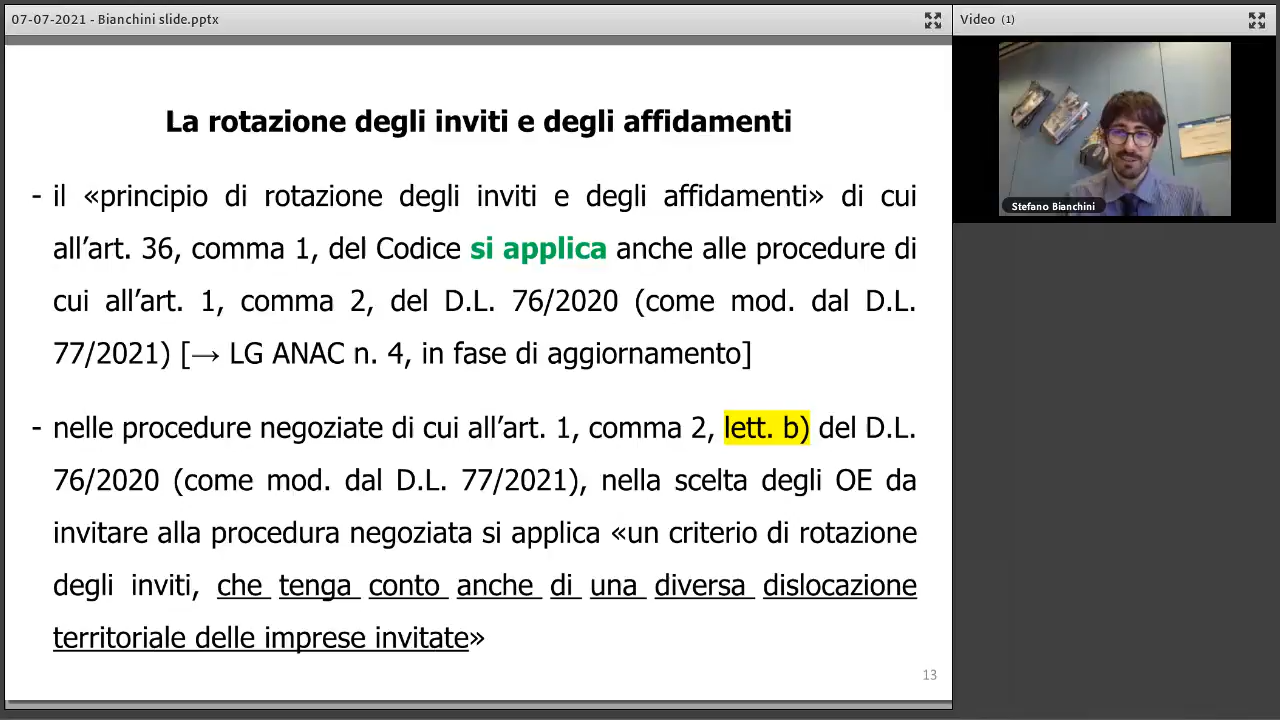 07-07-2021 - Bianchini slide.pptx
Video (1)
Stefano Bianchini
La rotazione degli inviti e degli affidamenti
- il «principio di rotazione degli inviti e degli affidamenti» di cui
all’art. 36, comma 1, del Codice si applica anche alle procedure di
cui all’art. 1, comma 2, del D.L. 76/2020 (come mod. dal D.L.
77/2021) [→ LG ANAC n. 4, in fase di aggiornamento]
- nelle procedure negoziate di cui all’art. 1, comma 2, lett. b) del D.L.
76/2020 (come mod. dal D.L. 77/2021), nella scelta degli OE da
invitare alla procedura negoziata si applica «un criterio di rotazione
degli inviti, che tenga conto anche di una diversa dislocazione
territoriale delle imprese invitate»
13